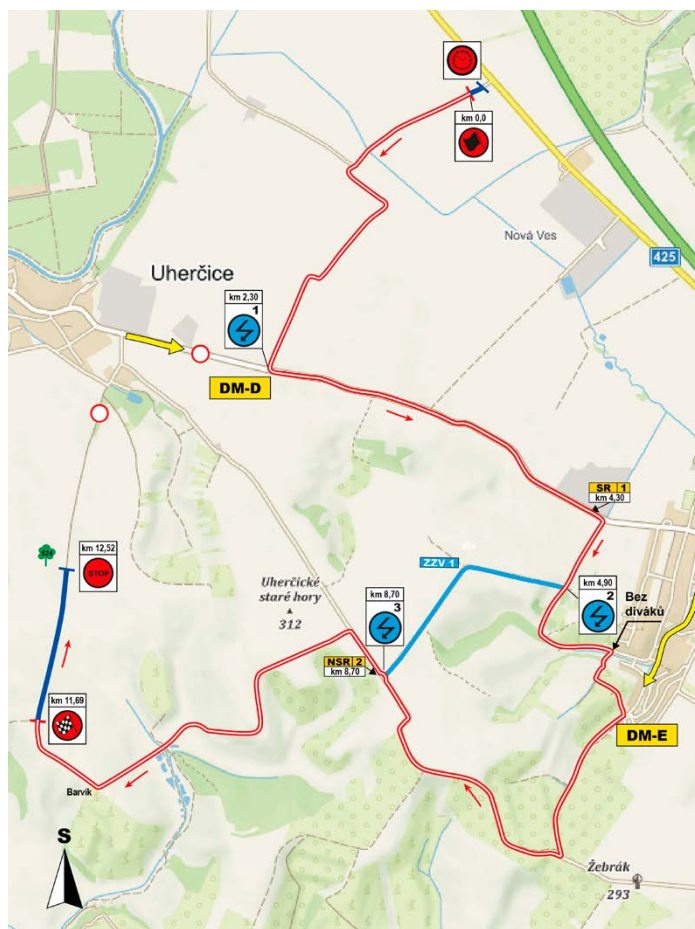 km 0,0
Nová Ves
425
Uherčice
km 2,30
1
DM-D
SR 1
km 4,30
ZZV 1
km 4,90
2
Bez
diváků
km 12,52
STOP
524
Uherčické
staré hory
312
km 8,70
3
NSR 2
km 8,70
DM-E
km 11,69
Barvík
S
Žebrák
293